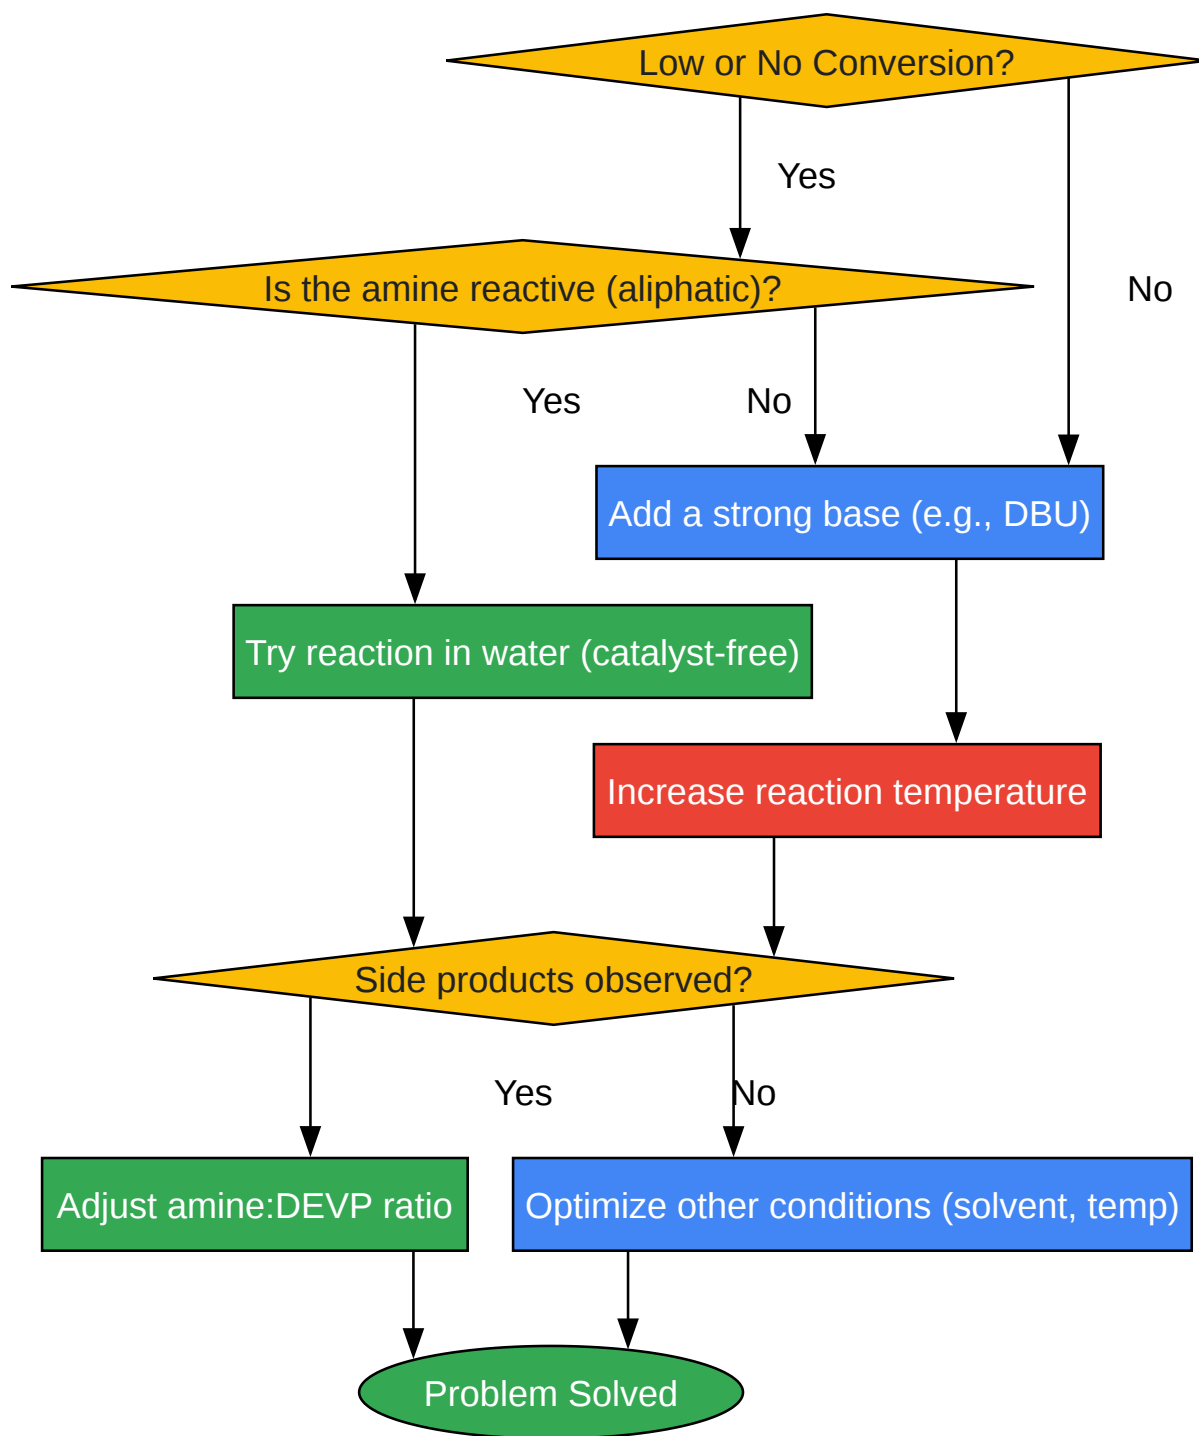 Low or No Conversion?
Yes
Is the amine reactive (aliphatic)?
No
Yes
No
Add a strong base (e.g., DBU)
Try reaction in water (catalyst-free)
Increase reaction temperature
Side products observed?
Yes
No
Adjust amine:DEVP ratio
Optimize other conditions (solvent, temp)
Problem Solved